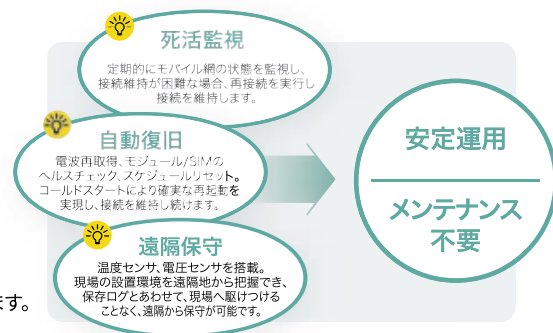 死活監視
定期的にモバイル網の状態を監視し、
接続維持が困難な場合、再接続を実行し
接続を維持します。
自動復旧
電波再取得、モジュール/SIMの
ヘルスチェック、スケジュールリセット。
コールドスタートにより確実な再起動を
実現し、接続を維持し続けます。
遠隔保守
温度センサ、電圧センサを搭載。
現場の設置環境を遠隔地から把握でき、
保存ログとあわせて、現場へ駆けつける
ことなく、遠隔から保守が可能です。
ます。
安定運用
メンテナンス
不要